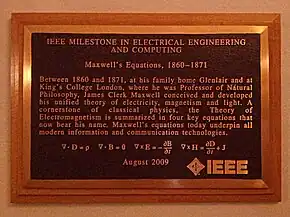 IEEE MILESTONE IN ELECTRICAL ENGINEERING
AND COMPUTING
Maxwell's Equations, 1860–1871
Between 1860 and 1871, at his family home Glenlair and at
King's College London, where he was Professor of Natural
Philosophy, James Clerk Maxwell conceived and developed
his unified theory of electricity, magnetism and light. A
cornerstone of classical physics, the Theory of
Electromagnetism is summarized in four key equations that
now bear his name. Maxwell's equations today underpin all
modern information and communication technologies.
∇·D=ρ ∇·B=0 ∇×E=-∂B/∂t ∇×H=∂D/∂t+J
August 2009
IEEE